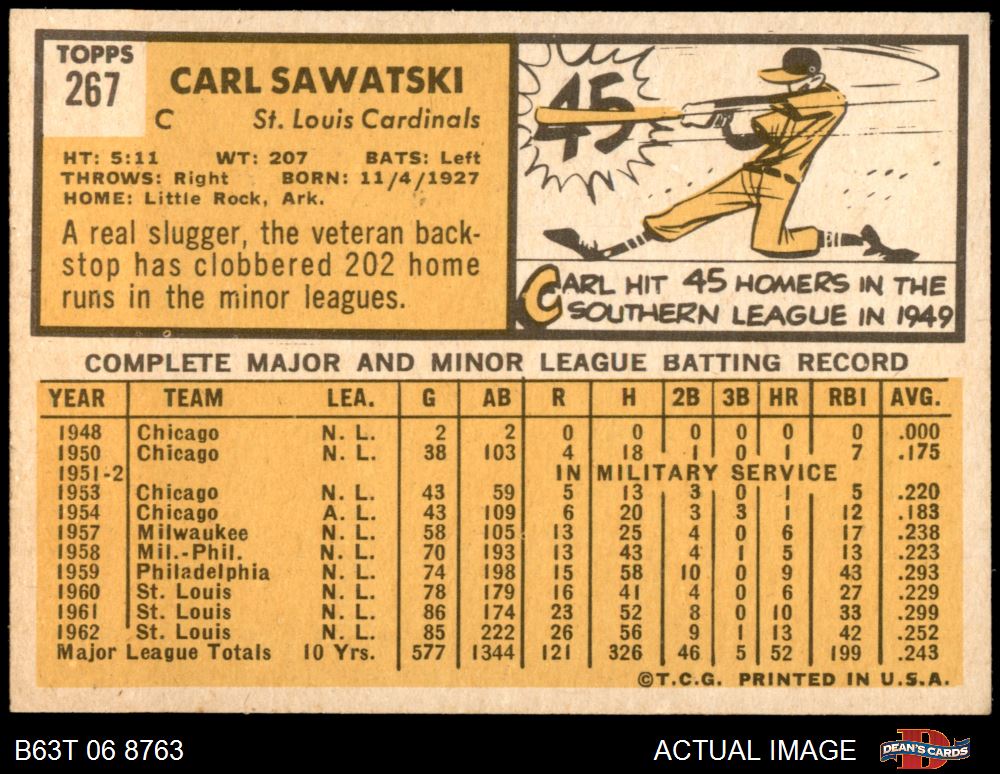 TOPPS
267
CARL SAWATSKI
C St. Louis Cardinals
HT: 5:11 WT: 207 BATS: Left
THROWS: Right BORN: 11/4/1927
HOME: Little Rock, Ark.
A real slugger, the veteran back-
stop has clobbered 202 home
runs in the minor leagues.
45
CARL HIT 45 HOMERS IN THE
SOUTHERN LEAGUE IN 1949
COMPLETE MAJOR AND MINOR LEAGUE BATTING RECORD
YEAR TEAM LEA. G AB R H 2B 3B HR RBI AVG.
1948 Chicago N. L. 2 2 0 0 0 0 0 0 .000
1950 Chicago N. L. 38 103 4 18 1 0 1 7 .175
1951-2 IN MILITARY SERVICE
1953 Chicago N. L. 43 59 5 13 3 0 1 5 .220
1954 Chicago A. L. 43 109 6 20 3 3 1 12 .183
1957 Milwaukee N. L. 58 105 13 25 4 0 6 17 .238
1958 Mil.-Phil. N. L. 70 193 13 43 4 1 5 13 .223
1959 Philadelphia N. L. 74 198 15 58 10 0 9 43 .293
1960 St. Louis N. L. 78 179 16 41 4 0 6 27 .229
1961 St. Louis N. L. 86 174 23 52 8 0 10 33 .299
1962 St. Louis N. L. 85 222 26 56 9 1 13 42 .252
Major League Totals 10 Yrs. 577 1344 121 326 46 5 52 199 .243
©T.C.G. PRINTED IN U.S.A.
B63T 06 8763 ACTUAL IMAGE DEAN'S CARDS